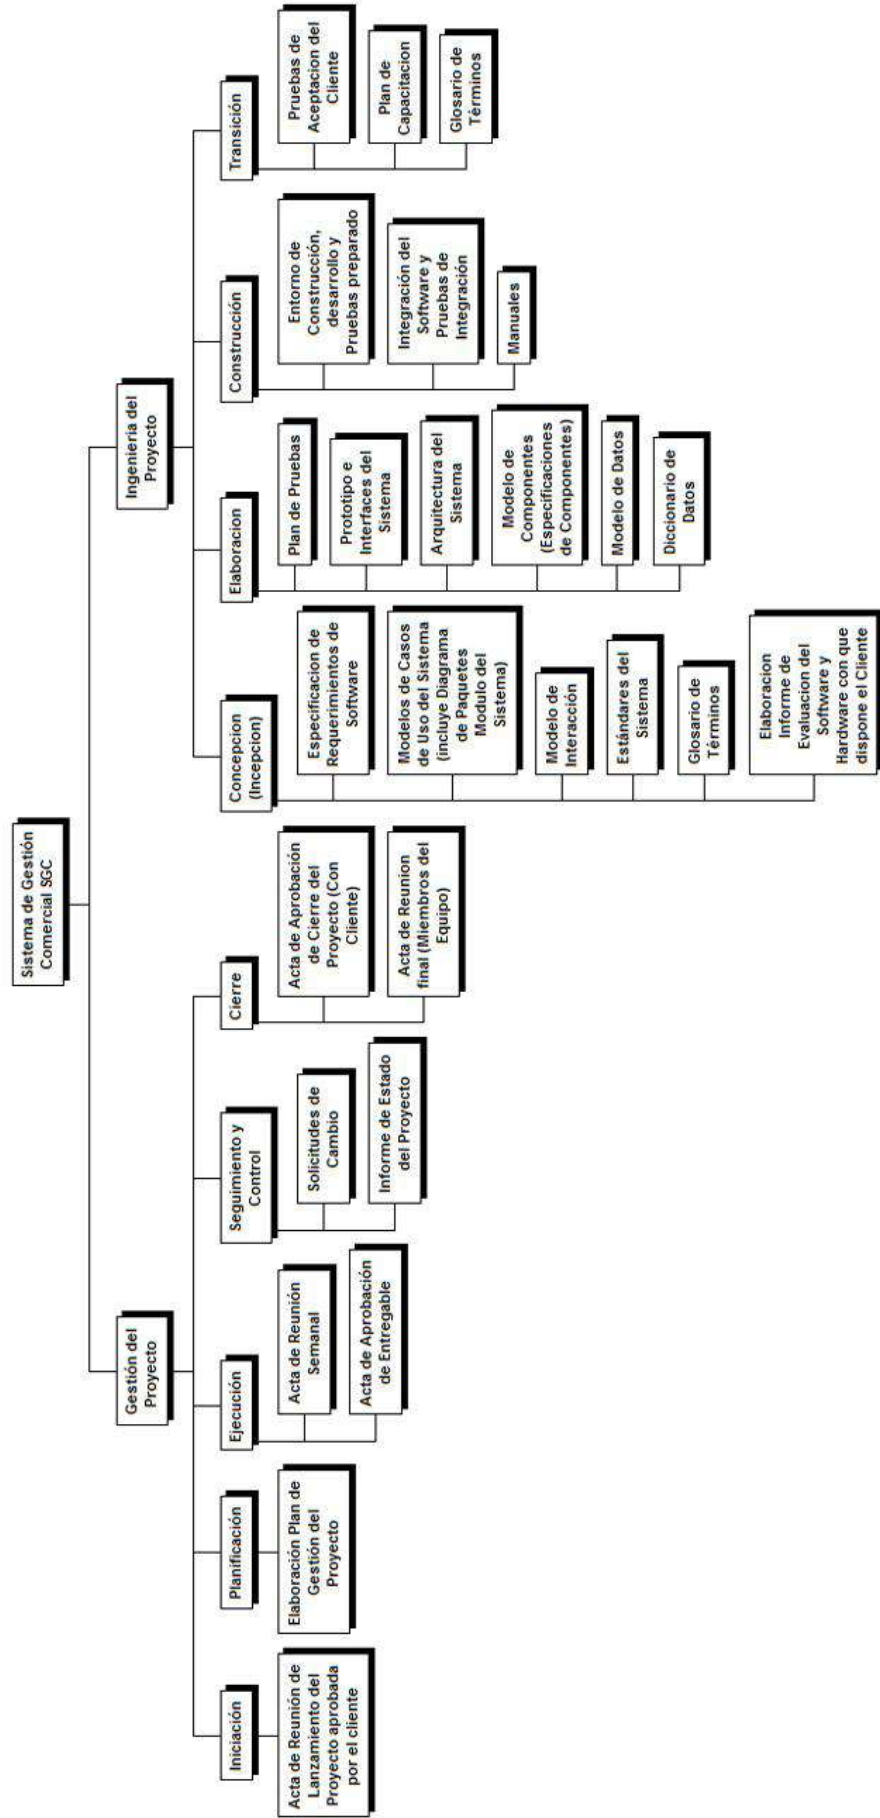 Sistema de Gestión
Comercial SGC
Gestión del
Proyecto
Iniciación
Acta de Reunión de
Lanzamiento del
Proyecto aprobada
por el cliente
Planificación
Elaboración Plan de
Gestión del
Proyecto
Ejecución
Acta de Reunión
Semanal
Acta de Aprobación
de Entregable
Seguimiento y
Control
Solicitudes de
Cambio
Informe de Estado
del Proyecto
Cierre
Acta de Aprobación
de Cierre del
Proyecto (Con
Cliente)
Acta de Reunion
final (Miembros del
Equipo)
Ingenieria del
Proyecto
Concepcion
(Incepcion)
Especificacion de
Requerimientos de
Software
Modelos de Casos
de Uso del Sistema
(incluye Diagrama
de Paquetes
Modulo del
Sistema)
Modelo de
Interacción
Estándares del
Sistema
Glosario de
Términos
Elaboracion
Informe de
Evaluacion del
Software y
Hardware con que
dispone el Cliente
Elaboracion
Plan de Pruebas
Prototipo e
Interfaces del
Sistema
Arquitectura del
Sistema
Modelo de
Componentes
(Especificaciones
de Componentes)
Modelo de Datos
Diccionario de
Datos
Construcción
Entorno de
Construcción,
desarrollo y
Pruebas preparado
Integración del
Software y
Pruebas de
Integración
Manuales
Transición
Pruebas de
Aceptacion del
Cliente
Plan de
Capacitacion
Glosario de
Términos